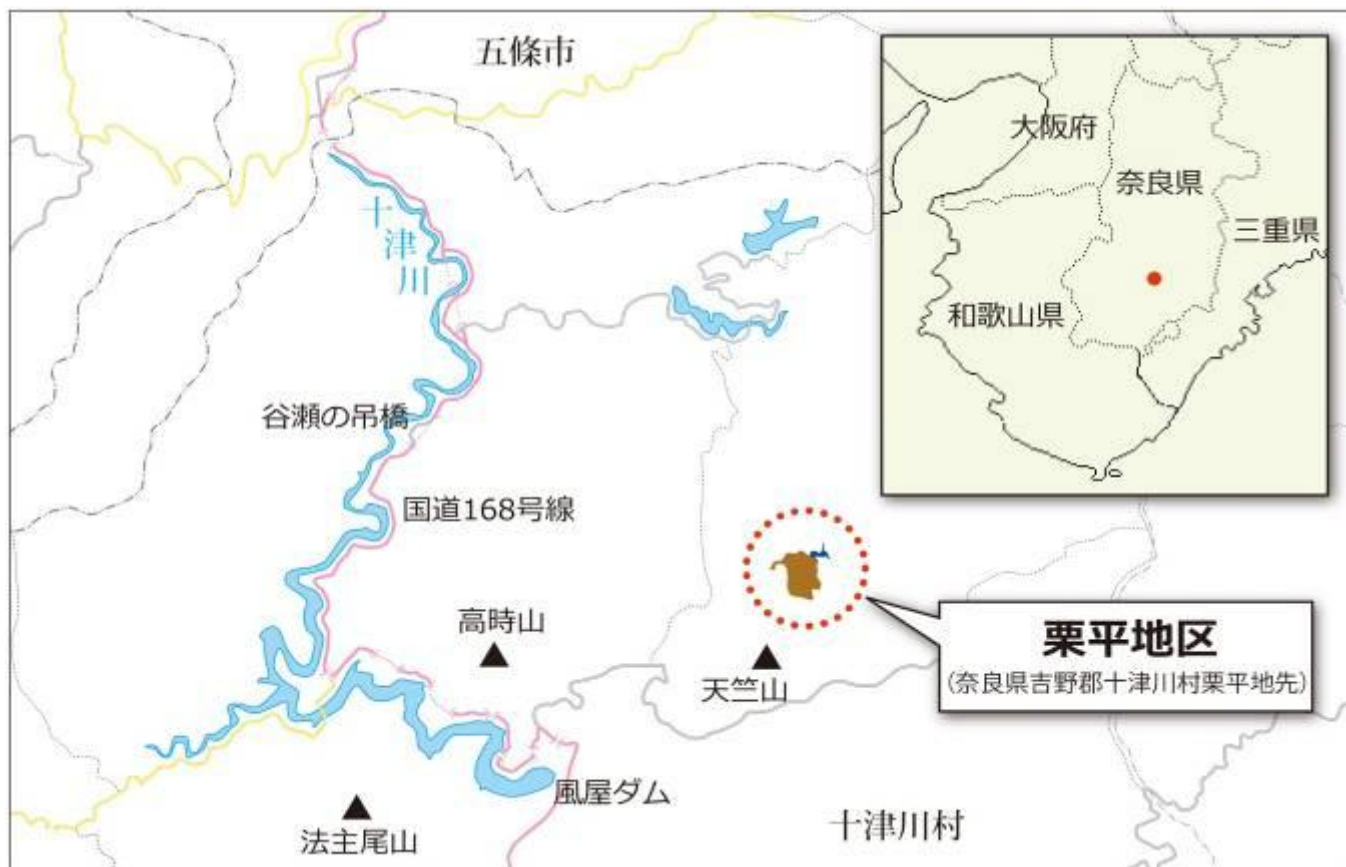 五條市
大阪府
奈良県
三重県
和歌山県
十津川
谷瀬の吊橋
国道168号線
高時山
天竺山
栗平地区
(奈良県吉野郡十津川村栗平地先)
風屋ダム
法主尾山
十津川村